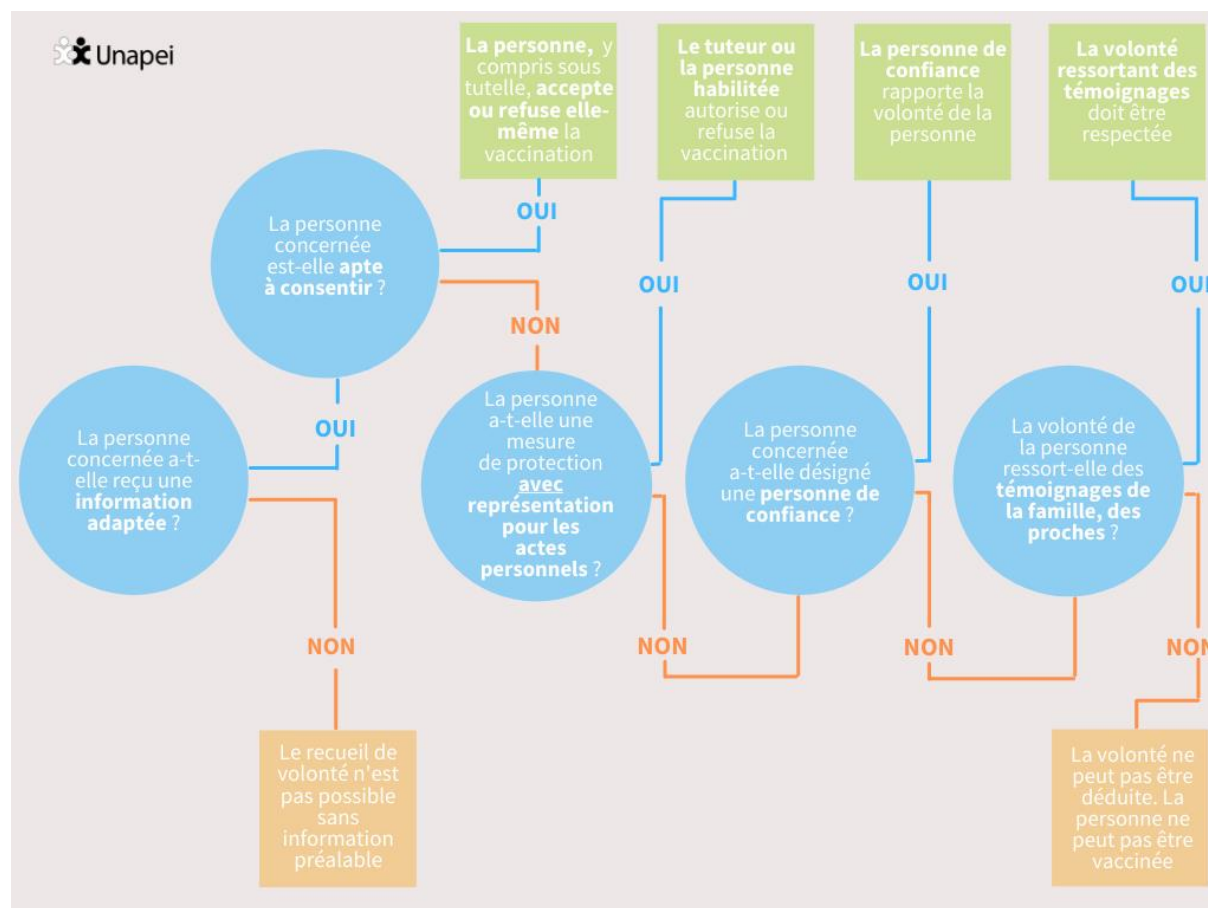 Unapei
La personne, y
compris sous
tutelle, accepte
ou refuse elle-
même la
vaccination
Le tuteur ou
la personne
habilitée
autorise ou
refuse la
vaccination
La personne de
confiance
rapporte la
volonté de la
personne
La volonté
ressortant des
témoignages
doit être
respectée
OUI
La personne
concernée
est-elle apte
à consentir ?
OUI
OUI
OUI
NON
OUI
La personne
concernée a-t-
elle reçu une
information
adaptée ?
La personne
a-t-elle une
mesure
de protection
avec
représentation
pour les
actes
personnels ?
La personne
concernée
a-t-elle désigné
une personne de
confiance ?
La volonté de
la personne
ressort-elle des
témoignages de
la famille, des
proches ?
NON
NON
NON
NON
Le recueil de
volonté n'est
pas possible
sans
information
préalable
La volonté ne
peut pas être
déduite. La
personne ne
peut pas être
vaccinée